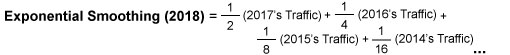 Exponential Smoothing (2018) = 1/2 (2017's Traffic) + 1/4 (2016's Traffic) +
1/8 (2015's Traffic) + 1/16 (2014's Traffic)...